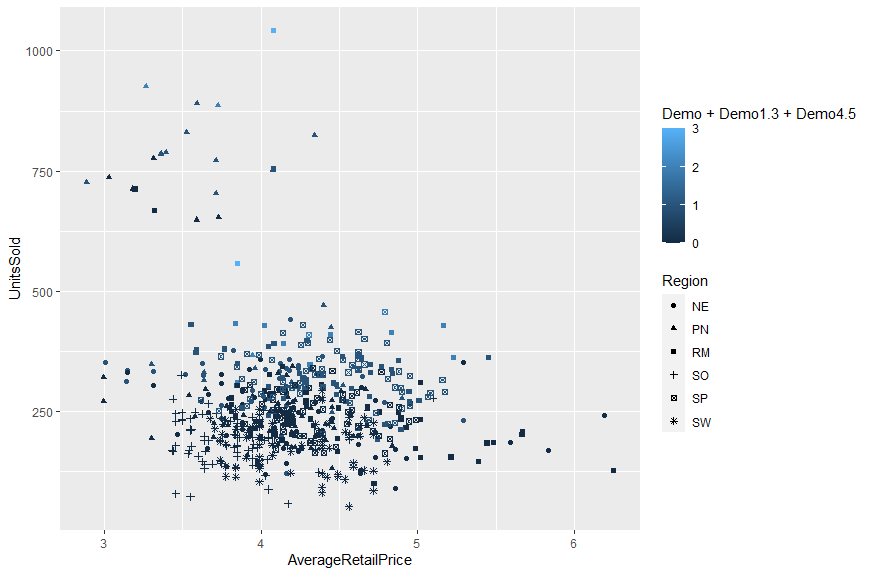 1000
750
500
250
UnitsSold
3
4
5
6
AverageRetailPrice
Demo + Demo1.3 + Demo4.5
3
2
1
0
Region
NE
PN
RM
SO
SP
SW